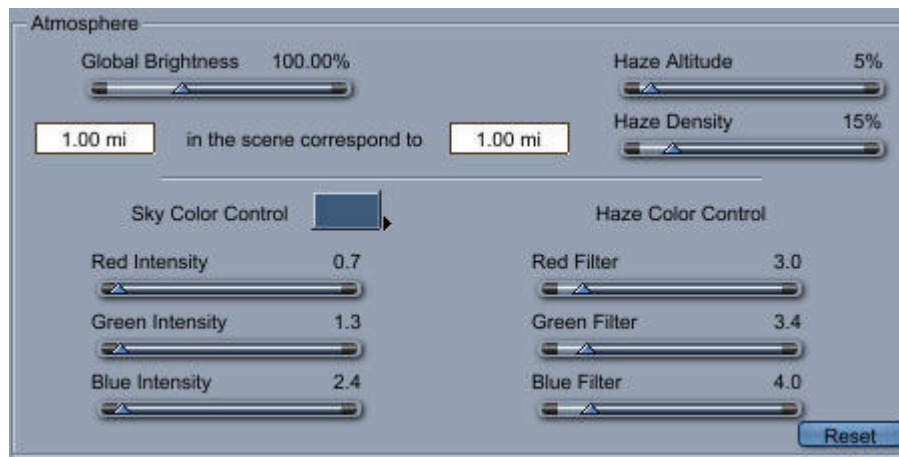 Atmosphere
Global Brightness 100.00%
Haze Altitude 5%
Haze Density 15%
1.00 mi in the scene correspond to 1.00 mi
Sky Color Control
Haze Color Control
Red Intensity 0.7
Red Filter 3.0
Green Intensity 1.3
Green Filter 3.4
Blue Intensity 2.4
Blue Filter 4.0
Reset